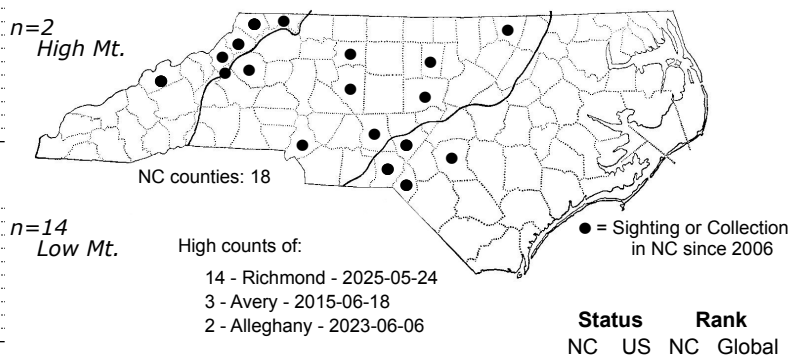 n=2
High Mt.
NC counties: 18
n=14
Low Mt.
● = Sighting or Collection
in NC since 2006
High counts of:
14 - Richmond - 2025-05-24
3 - Avery - 2015-06-18
2 - Alleghany - 2023-06-06
Status Rank
NC US NC Global